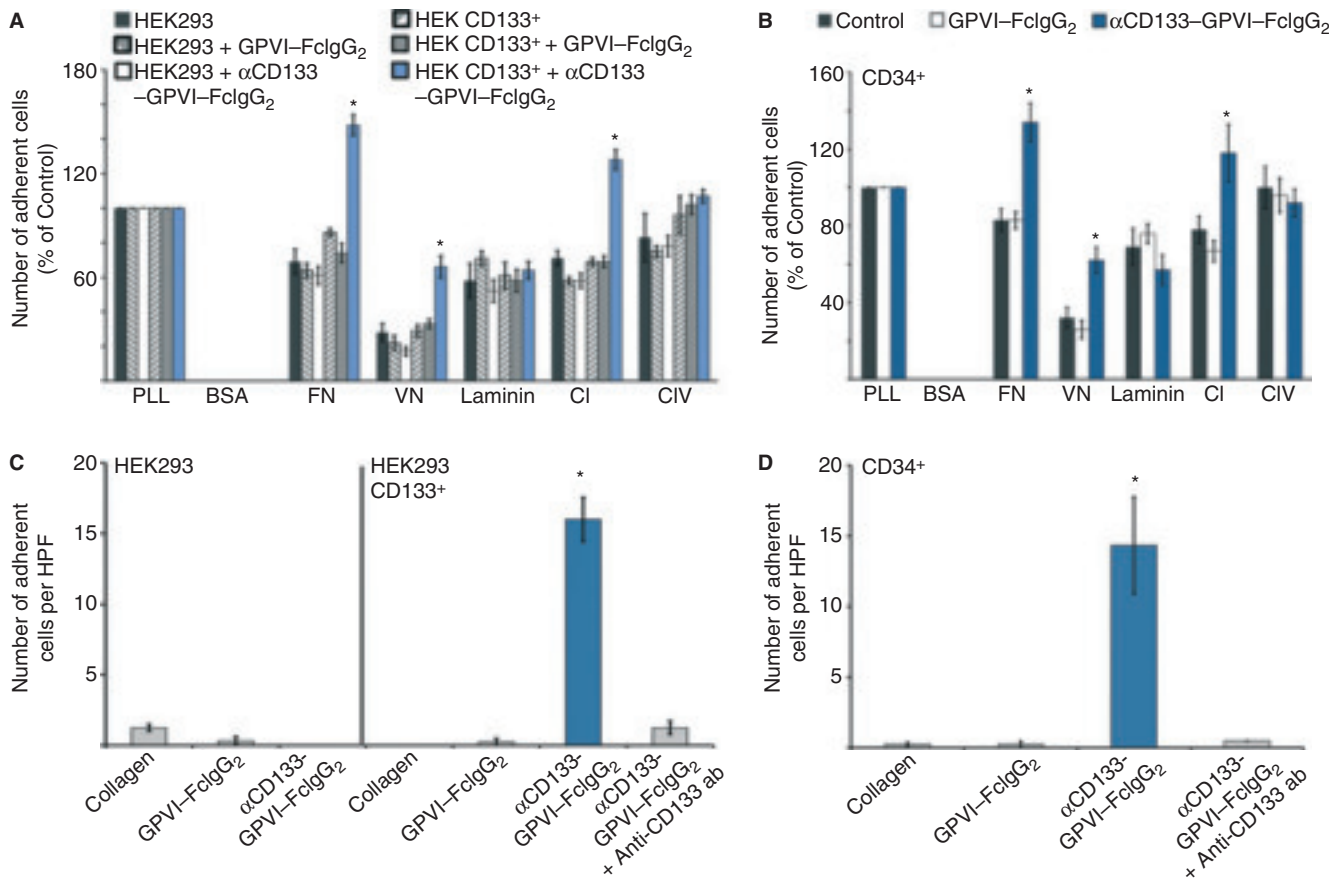 A
HEK293
HEK293 + GPVI–FcIgG2
HEK293 + αCD133
–GPVI–FcIgG2
HEK CD133+
HEK CD133+ + GPVI–FcIgG2
HEK CD133+ + αCD133
–GPVI–FcIgG2
Number of adherent cells
(% of Control)
180
120
60
*
*
*
PLL BSA FN VN Laminin CI CIV
B
Control GPVI–FcIgG2 αCD133–GPVI–FcIgG2
CD34+
Number of adherent cells
(% of Control)
160
120
80
40
*
*
*
PLL BSA FN VN Laminin CI CIV
C
HEK293
HEK293
CD133+
Number of adherent
cells per HPF
20
15
10
5
*
Collagen
GPVI–FcIgG2
αCD133-
GPVI–FcIgG2
Collagen
GPVI–FcIgG2
αCD133-
GPVI–FcIgG2
αCD133-
GPVI–FcIgG2
+ Anti-CD133 ab
D
CD34+
Number of adherent
cells per HPF
20
15
10
5
*
Collagen
GPVI–FcIgG2
αCD133-
GPVI–FcIgG2
αCD133-
GPVI–FcIgG2
+ Anti-CD133 ab